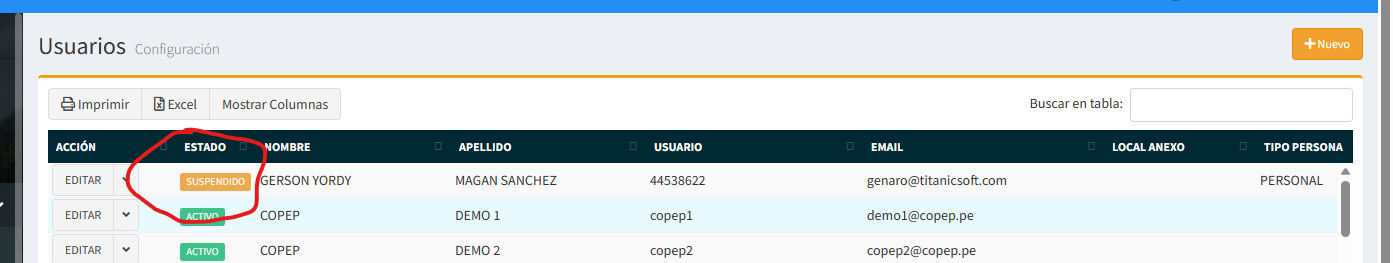 Usuarios Configuración
Nuevo
Imprimir Excel Mostrar Columnas Buscar en tabla:
ACCIÓN ESTADO NOMBRE APELLIDO USUARIO EMAIL LOCAL ANEXO TIPO PERSONA
EDITAR SUSPENDIDO GERSON YORDY MAGAN SANCHEZ 44538622 genaro@titanicsoft.com PERSONAL
EDITAR ACTIVO COPEP DEMO 1 copep1 demo1@copep.pe
EDITAR ACTIVO COPEP DEMO 2 copep2 copep2@copep.pe